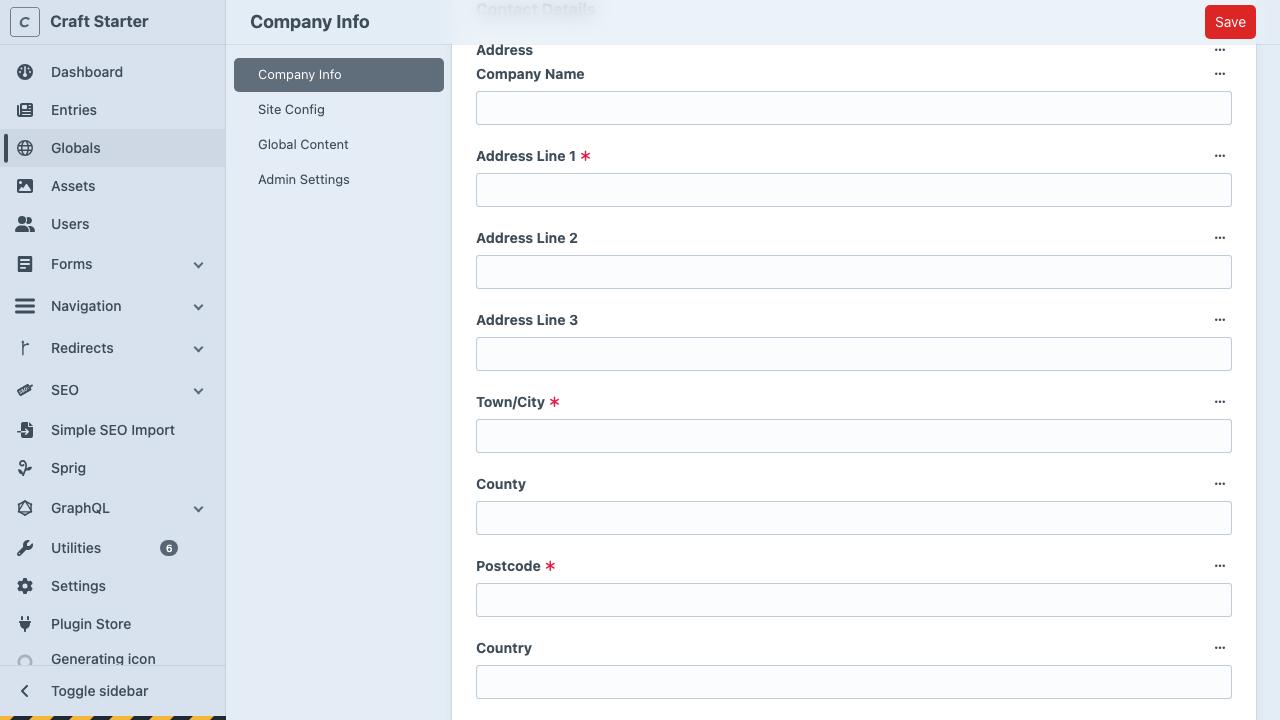 C Craft Starter
Company Info
Contact Details
Save
Dashboard
Entries
Globals
Assets
Users
Forms
Navigation
Redirects
SEO
Simple SEO Import
Sprig
GraphQL
Utilities 6
Settings
Plugin Store
Generating icon
Toggle sidebar
Company Info
Site Config
Global Content
Admin Settings
Address
Company Name
Address Line 1 *
Address Line 2
Address Line 3
Town/City *
County
Postcode *
Country